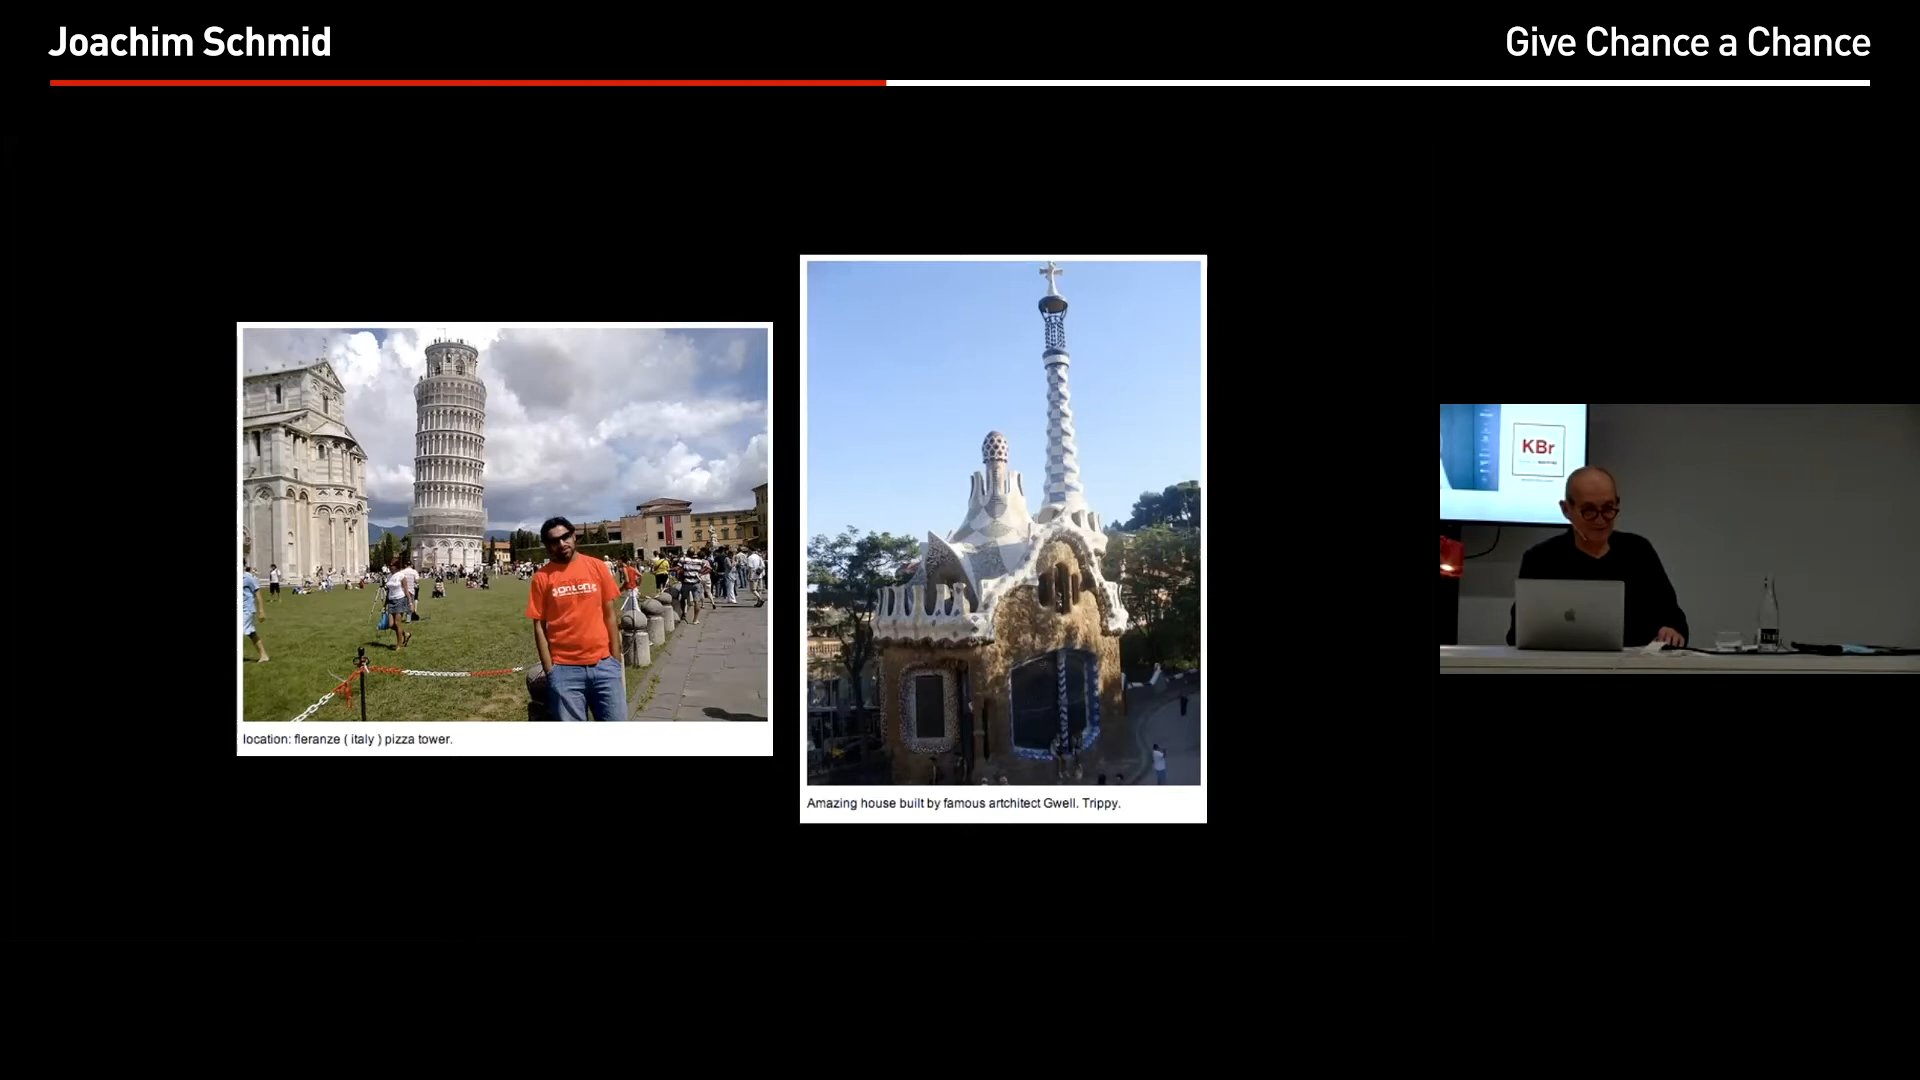 Joachim Schmid
Give Chance a Chance
location: fleranze ( italy ) pizza tower.
Amazing house built by famous artchitect Gwell. Trippy.
KBr